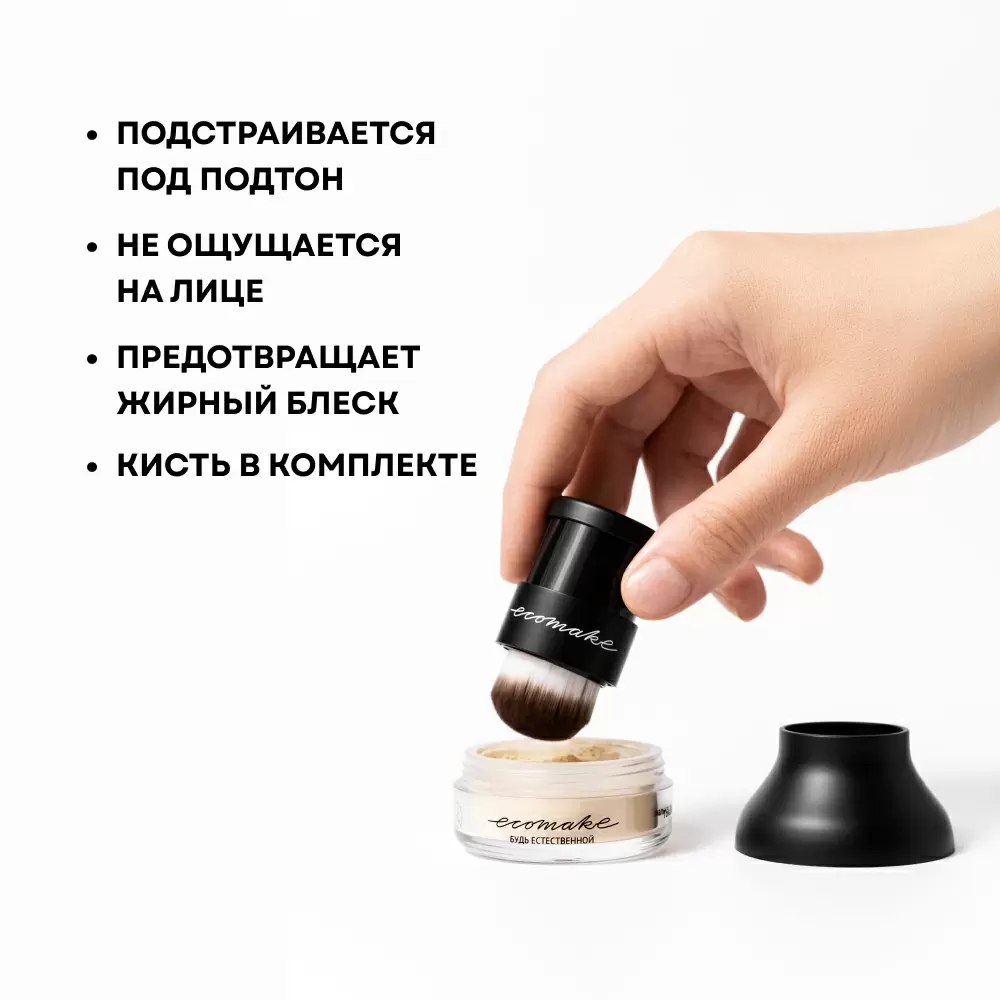 • ПОДСТРАИВАЕТСЯ
ПОД ПОДТОН
• НЕ ОЩУЩАЕТСЯ
НА ЛИЦЕ
• ПРЕДОТВРАЩАЕТ
ЖИРНЫЙ БЛЕСК
• КИСТЬ В КОМПЛЕКТЕ
ecomake
ecomake
БУДЬ ЕСТЕСТВЕННОЙ